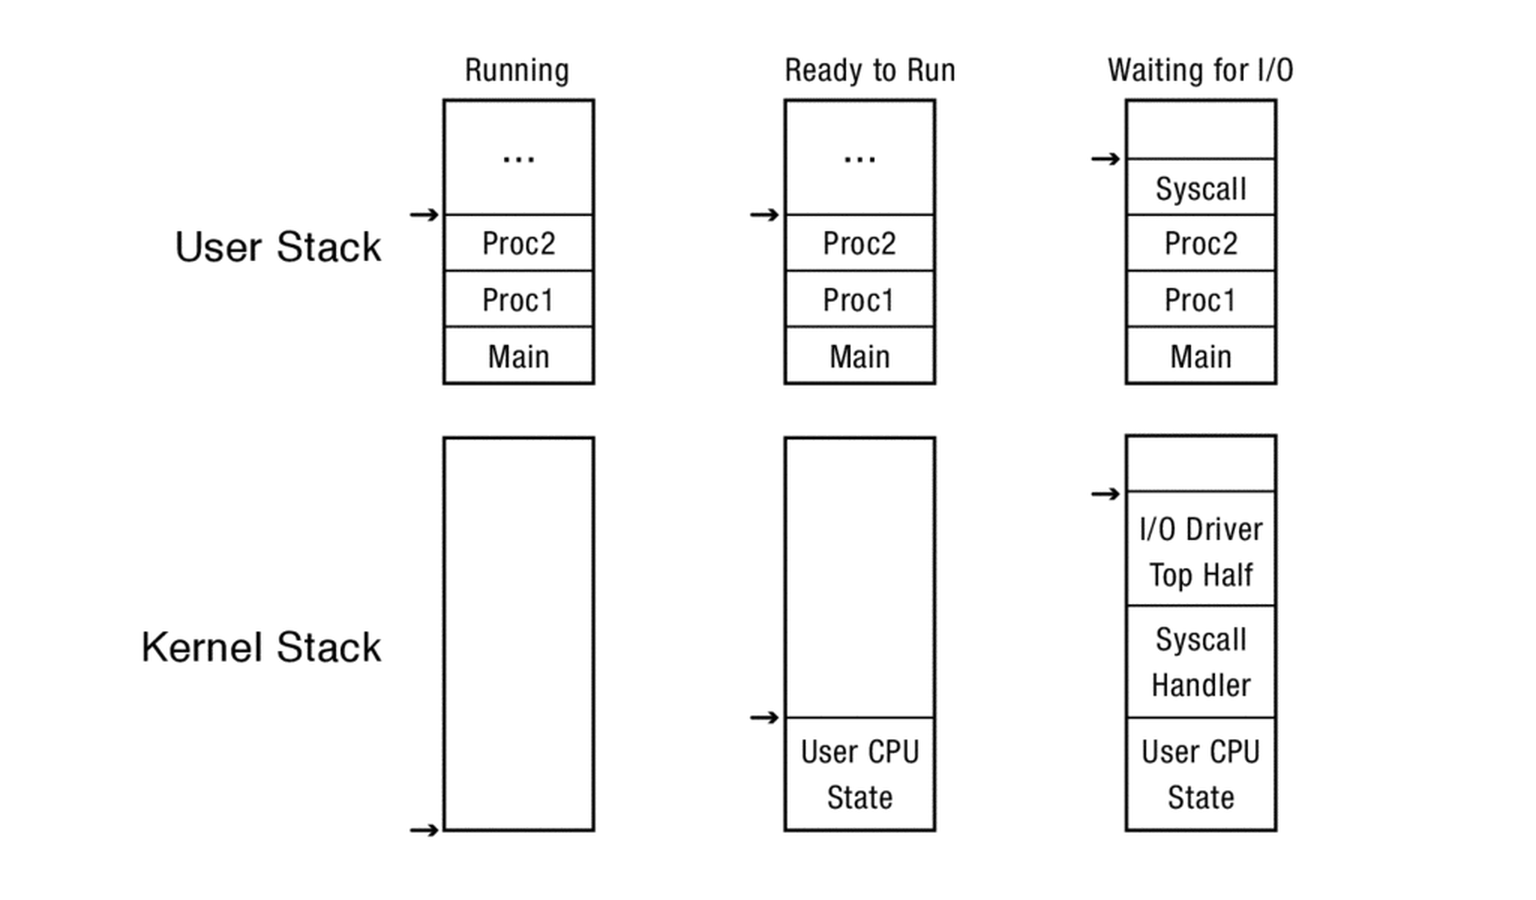 Running
Ready to Run
Waiting for I/O
User Stack
...
Proc2
Proc1
Main
...
Proc2
Proc1
Main
Syscall
Proc2
Proc1
Main
Kernel Stack
User CPU
State
I/O Driver
Top Half
Syscall
Handler
User CPU
State